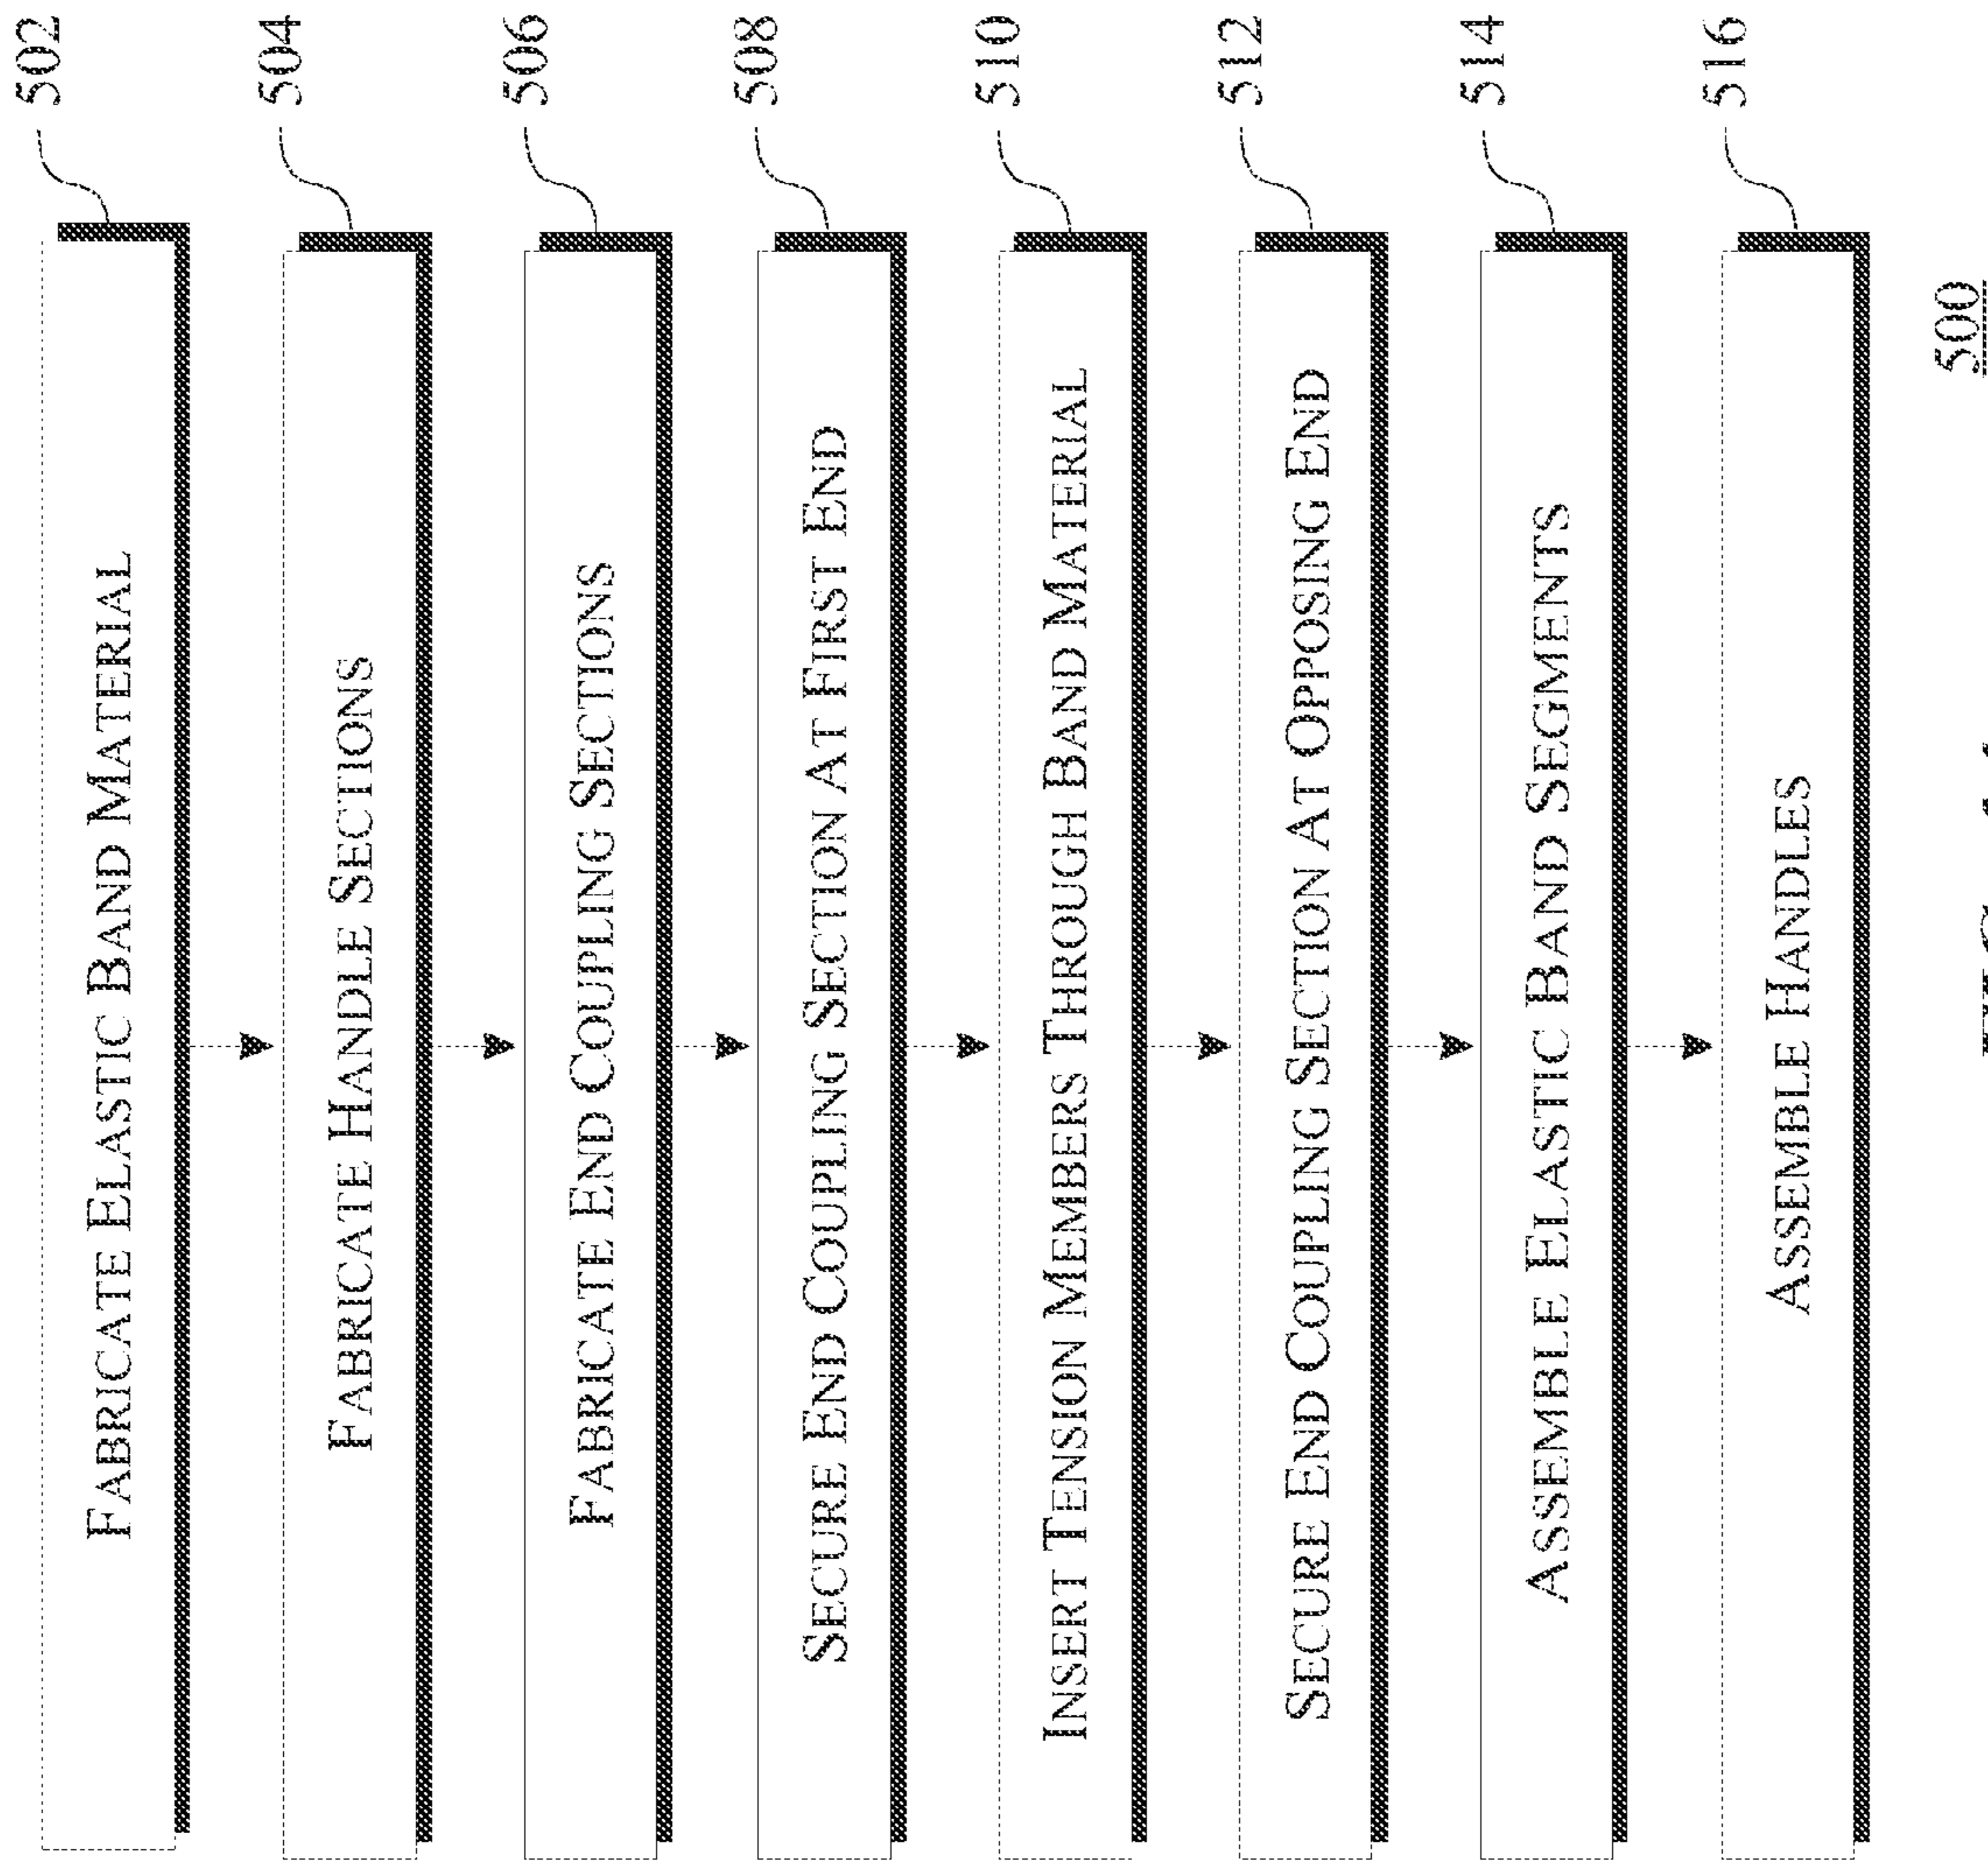 FABRICATE ELASTIC BAND MATERIAL 502
FABRICATE HANDLE SECTIONS 504
FABRICATE END COUPLING SECTIONS 506
SECURE END COUPLING SECTION AT FIRST END 508
INSERT TENSION MEMBERS THROUGH BAND MATERIAL 510
SECURE END COUPLING SECTION AT OPPOSING END 512
ASSEMBLE ELASTIC BAND SEGMENTS 514
ASSEMBLE HANDLES 516
500